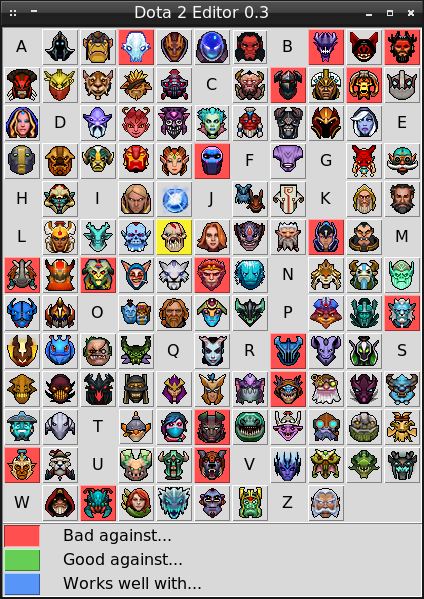 Dota 2 Editor 0.3
A B
C
D E
F G
H I J K
L M
N
O P
Q R S
T
U V
W Z
Bad against...
Good against...
Works well with...